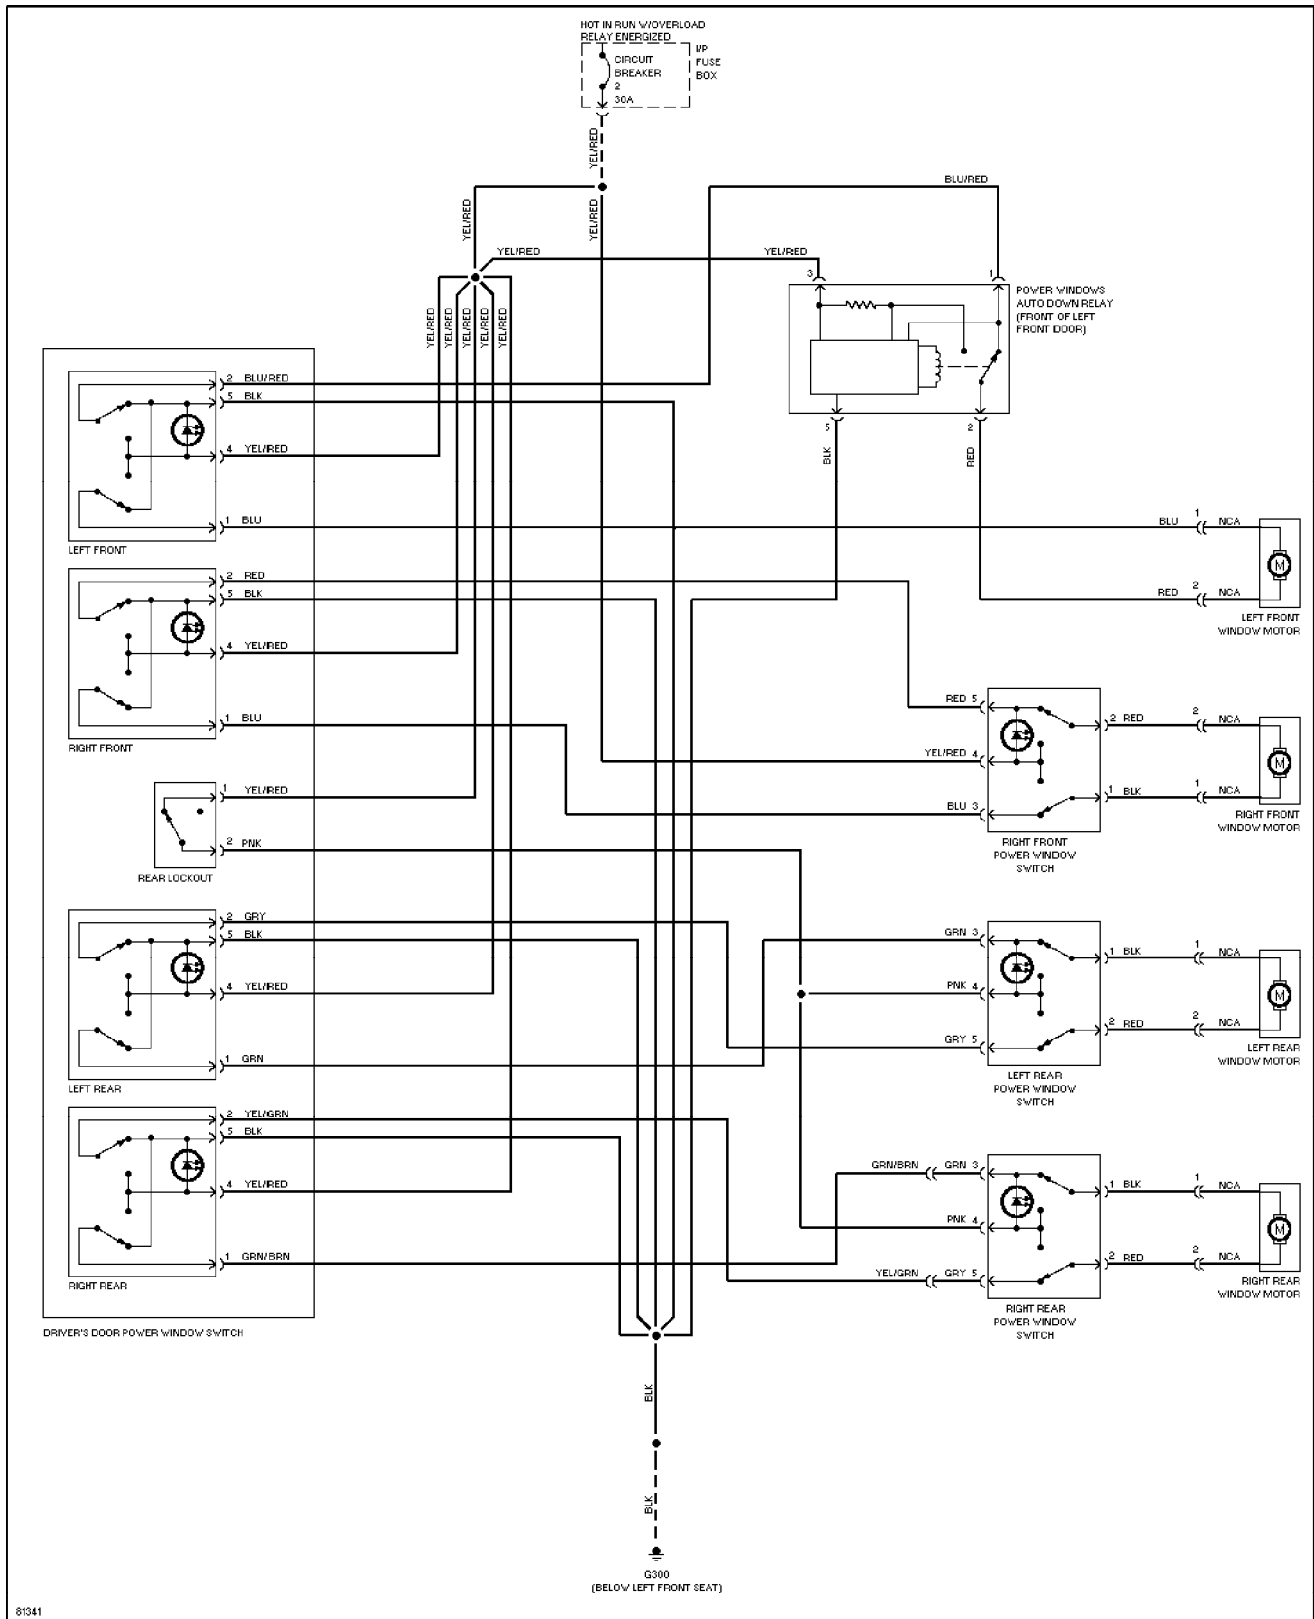 HOT IN RUN W/OVERLOAD
RELAY ENERGIZED
CIRCUIT
BREAKER
2
30A
I/P
FUSE
BOX
YEL/RED
YEL/RED
YEL/RED
YEL/RED
YEL/RED
BLU/RED
3
1
POWER WINDOWS
AUTO DOWN RELAY
(FRONT OF LEFT
FRONT DOOR)
5
2
BLK
RED
YEL/RED
YEL/RED
YEL/RED
YEL/RED
YEL/RED
2 BLU/RED
5 BLK
4 YEL/RED
1 BLU
LEFT FRONT
BLU
1
NCA
M
RED
2
NCA
LEFT FRONT
WINDOW MOTOR
2 RED
5 BLK
4 YEL/RED
1 BLU
RIGHT FRONT
RED 5
YEL/RED 4
BLU 3
2 RED
2
NCA
M
1 BLK
1
NCA
RIGHT FRONT
WINDOW MOTOR
RIGHT FRONT
POWER WINDOW
SWITCH
1 YEL/RED
2 PNK
REAR LOCKOUT
2 GRY
5 BLK
4 YEL/RED
1 GRN
LEFT REAR
GRN 3
PNK 4
GRY 5
1 BLK
1
NCA
M
2 RED
2
NCA
LEFT REAR
WINDOW MOTOR
LEFT REAR
POWER WINDOW
SWITCH
2 YEL/GRN
5 BLK
4 YEL/RED
1 GRN/BRN
RIGHT REAR
GRN/BRN
GRN 3
PNK 4
YEL/GRN
GRY 5
1 BLK
1
NCA
M
2 RED
2
NCA
RIGHT REAR
WINDOW MOTOR
RIGHT REAR
POWER WINDOW
SWITCH
DRIVER'S DOOR POWER WINDOW SWITCH
BLK
BLK
G300
(BELOW LEFT FRONT SEAT)
81341